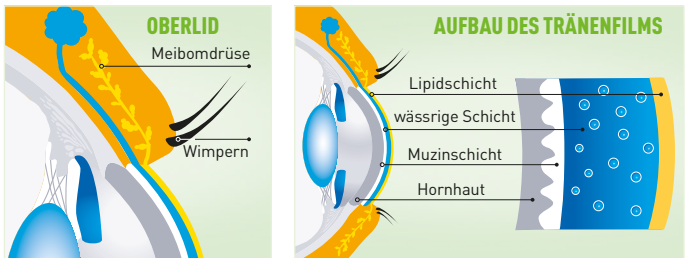 OBERLID
Meibomdrüse
Wimpern
AUFBAU DES TRÄNENFILMS
Lipidschicht
wässrige Schicht
Muzinschicht
Hornhaut